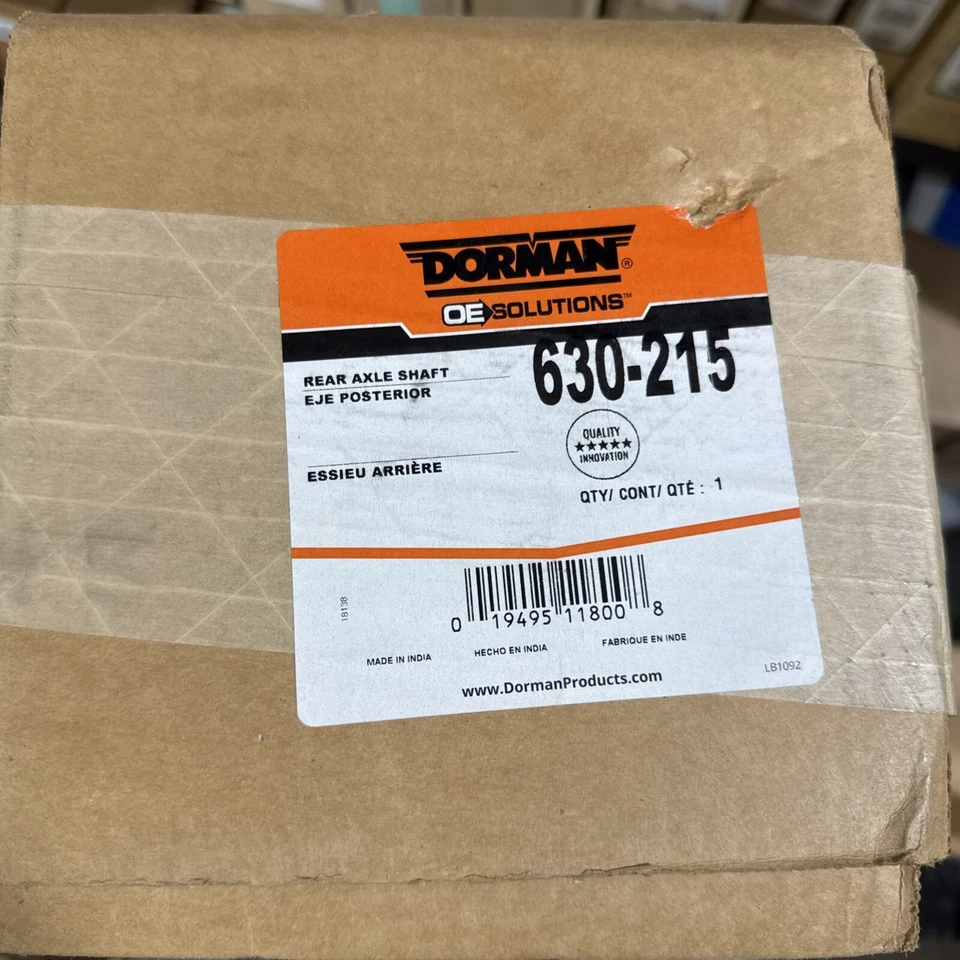 DORMAN®
OE SOLUTIONS™
630-215
REAR AXLE SHAFT
EJE POSTERIOR
ESSIEU ARRIÈRE
QUALITY
★★★★★
INNOVATION
QTY/ CONT/ QTÉ : 1
18138
0 19495 11800 8
MADE IN INDIA
HECHO EN INDIA
FABRIQUE EN INDE
www.DormanProducts.com
LB1092